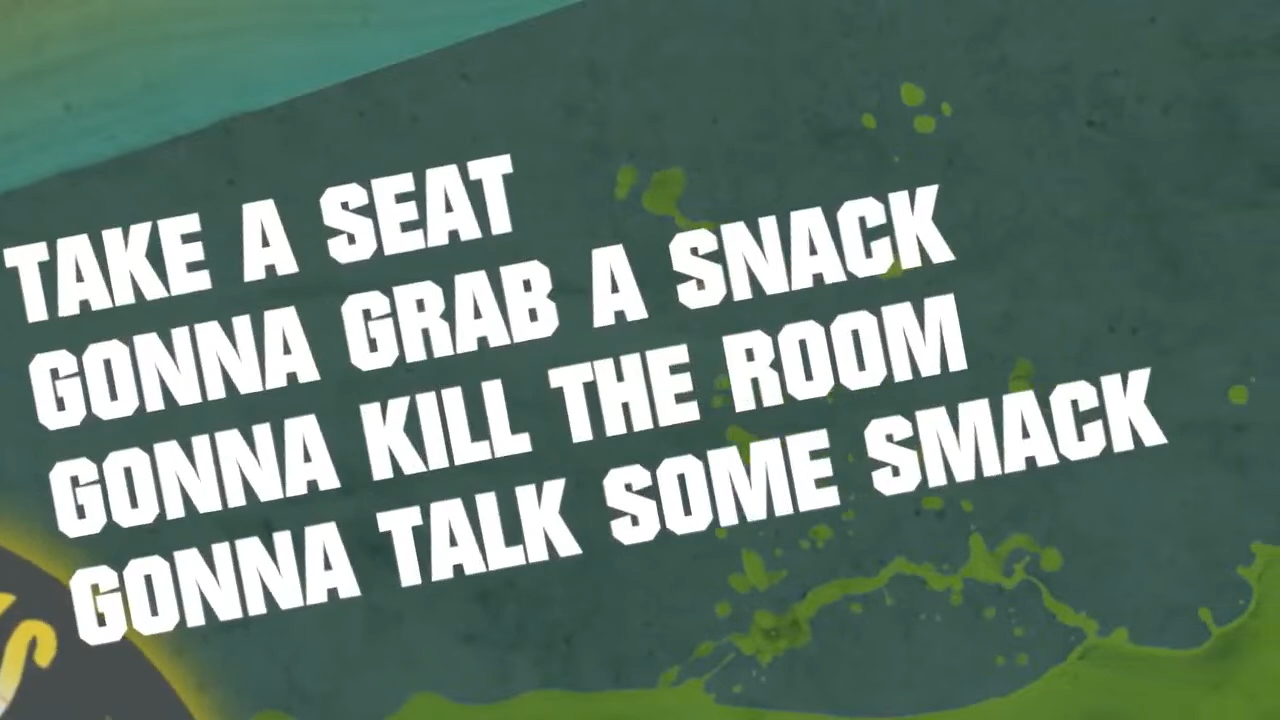 TAKE A SEAT
GONNA GRAB A SNACK
GONNA KILL THE ROOM
GONNA TALK SOME SMACK